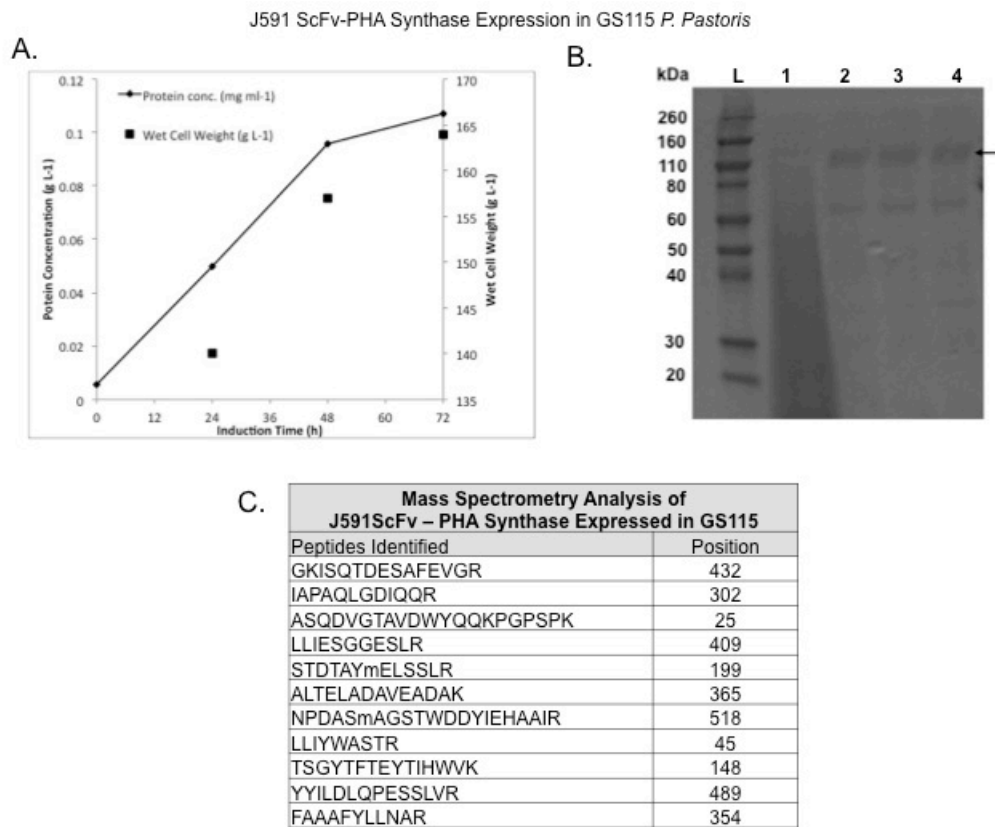 J591 ScFv-PHA Synthase Expression in GS115 P. Pastoris
A.
0.12
0.1
0.08
0.06
0.04
0.02
0
Potein Concentration (g L-1)
Protein conc. (mg ml-1)
Wet Cell Weight (g L-1)
170
165
160
155
150
145
140
135
Wet Cell Weight (g L-1)
0 12 24 36 48 60 72
Induction Time (h)
B.
kDa L 1 2 3 4
260
160
110
80
60
50
40
30
20
C.
Mass Spectrometry Analysis of
J591ScFv – PHA Synthase Expressed in GS115
Peptides Identified Position
GKISQTDESAFEVGR 432
IAPAQLGDIQQR 302
ASQDVGTAVDWYQQKPGPSPK 25
LLIESGGESLR 409
STDTAYmELSSLR 199
ALTELADAVEADAK 365
NPDASmAGSTWDDYIEHAAIR 518
LLIYWASTR 45
TSGYTFTEYTIHWVK 148
YYILDLQPESSLVR 489
FAAAFYLLNAR 354